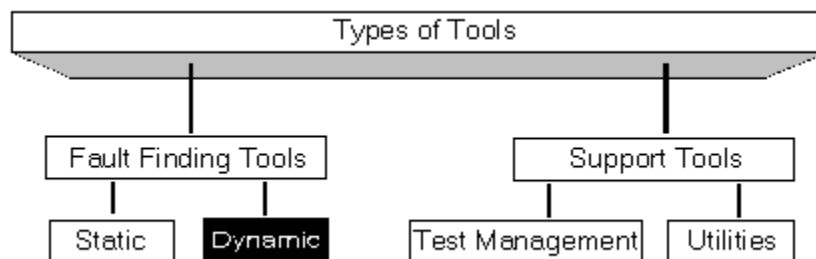 Types of Tools
Fault Finding Tools
Support Tools
Static
Dynamic
Test Management
Utilities